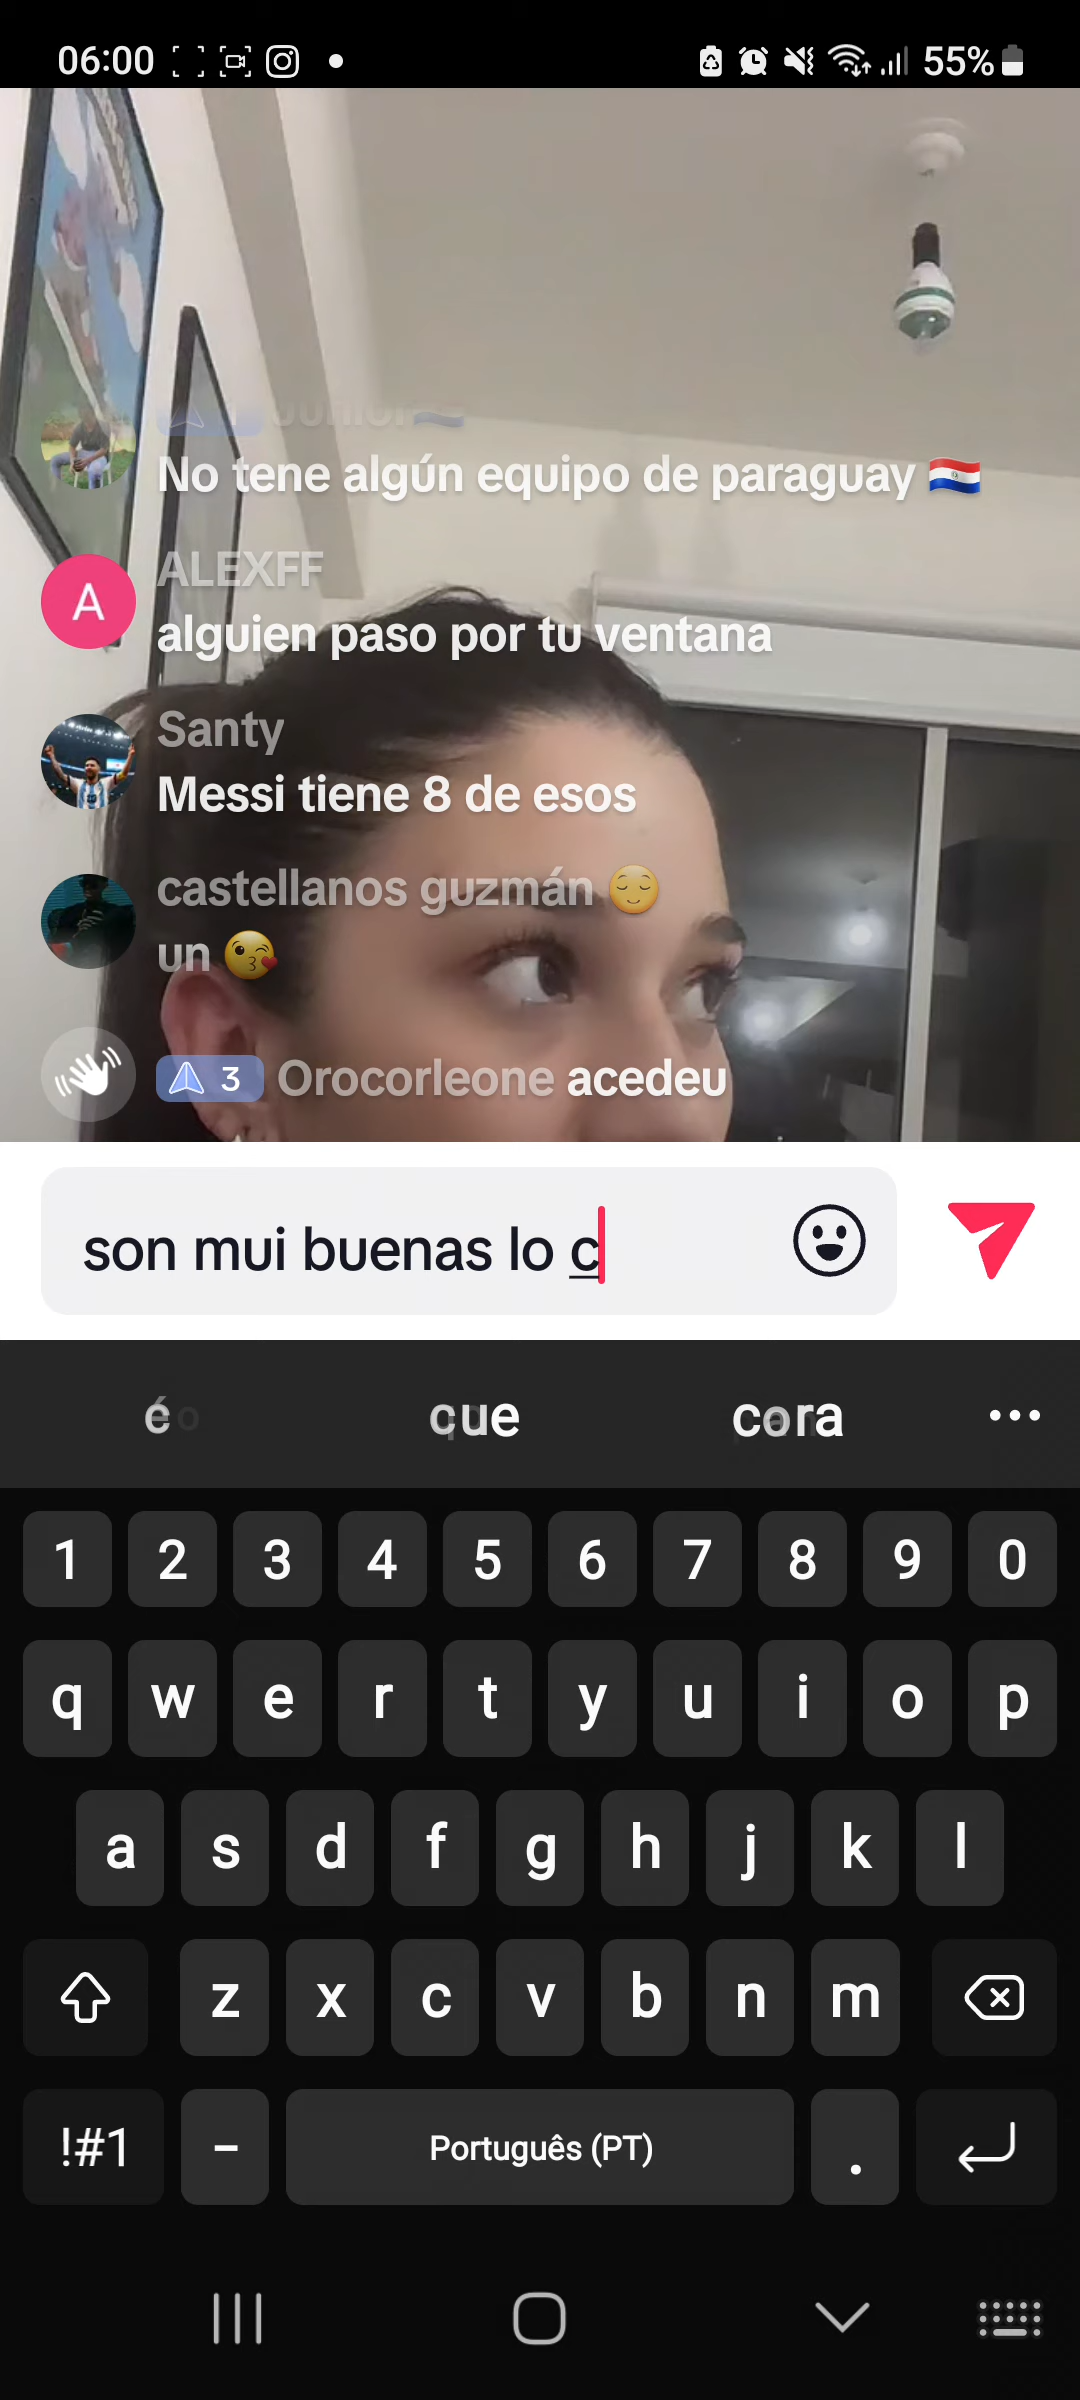 06:00 55%
Junior
No tene algún equipo de paraguay 🇵🇾
ALEXFF
A
alguien paso por tu ventana
Santy
Messi tiene 8 de esos
castellanos guzmán 😌
un 😘
3 Orocorleone acedeu
son mui buenas lo c
é que cora
1 2 3 4 5 6 7 8 9 0
q w e r t y u i o p
a s d f g h j k l
z x c v b n m
!#1 - Português (PT) .